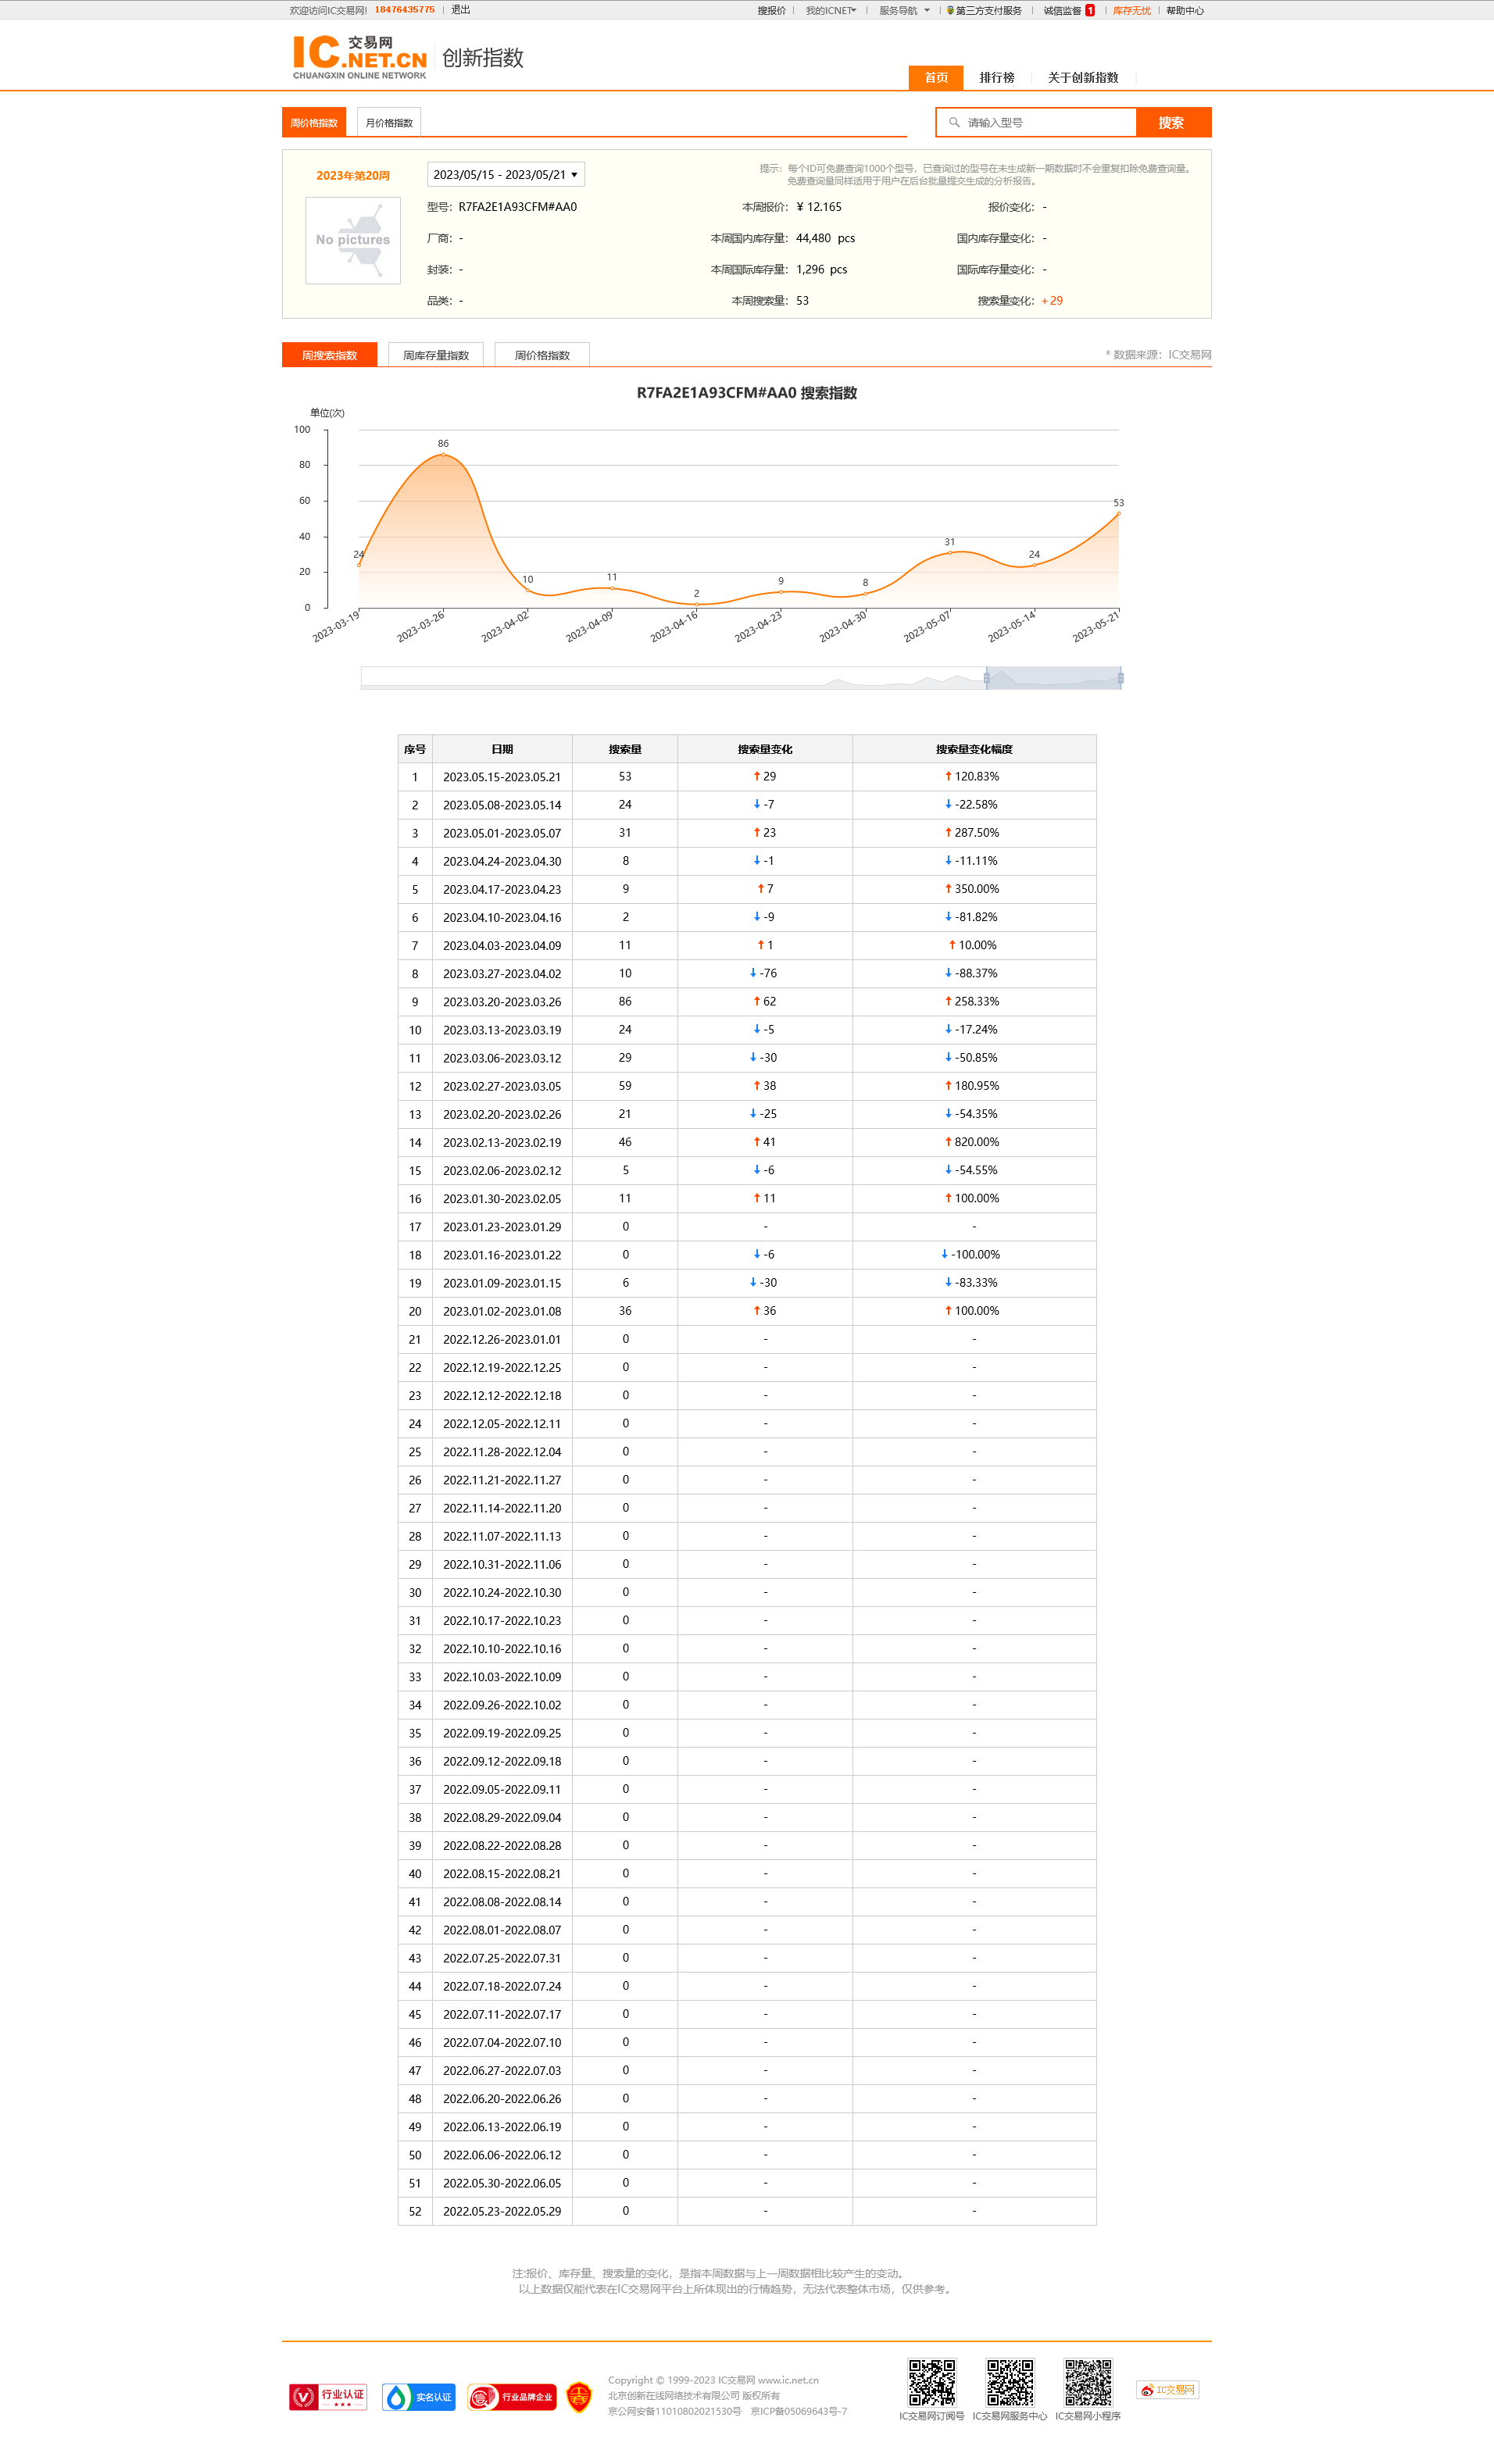 欢迎访问IC交易网! 18476435775 退出 搜报价 我的ICNET 服务导航 第三方支付服务 诚信监督 1 库存无忧 帮助中心
IC 交易网
.NET.CN 创新指数
CHUANGXIN ONLINE NETWORK
首页 排行榜 关于创新指数
周价格指数 月价格指数 请输入型号 搜索
2023年第20周 2023/05/15 - 2023/05/21
提示：每个ID可免费查询1000个型号，已查询过的型号在未生成新一期数据时不会重复扣除免费查询量。
免费查询量同样适用于用户在后台批量提交生成的分析报告。
No pictures
型号：R7FA2E1A93CFM#AA0 本周报价：¥ 12.165 报价变化：-
厂商：- 本周国内库存量：44,480 pcs 国内库存量变化：-
封装：- 本周国际库存量：1,296 pcs 国际库存量变化：-
品类：- 本周搜索量：53 搜索量变化：+29
周搜索指数 周库存量指数 周价格指数 * 数据来源：IC交易网
R7FA2E1A93CFM#AA0 搜索指数
单位(次)
100
80
60
40
20
0
24 86 10 11 2 9 8 31 24 53
2023-03-19 2023-03-26 2023-04-02 2023-04-09 2023-04-16 2023-04-23 2023-04-30 2023-05-07 2023-05-14 2023-05-21
序号 日期 搜索量 搜索量变化 搜索量变化幅度
1 2023.05.15-2023.05.21 53 ↑ 29 ↑ 120.83%
2 2023.05.08-2023.05.14 24 ↓ -7 ↓ -22.58%
3 2023.05.01-2023.05.07 31 ↑ 23 ↑ 287.50%
4 2023.04.24-2023.04.30 8 ↓ -1 ↓ -11.11%
5 2023.04.17-2023.04.23 9 ↑ 7 ↑ 350.00%
6 2023.04.10-2023.04.16 2 ↓ -9 ↓ -81.82%
7 2023.04.03-2023.04.09 11 ↑ 1 ↑ 10.00%
8 2023.03.27-2023.04.02 10 ↓ -76 ↓ -88.37%
9 2023.03.20-2023.03.26 86 ↑ 62 ↑ 258.33%
10 2023.03.13-2023.03.19 24 ↓ -5 ↓ -17.24%
11 2023.03.06-2023.03.12 29 ↓ -30 ↓ -50.85%
12 2023.02.27-2023.03.05 59 ↑ 38 ↑ 180.95%
13 2023.02.20-2023.02.26 21 ↓ -25 ↓ -54.35%
14 2023.02.13-2023.02.19 46 ↑ 41 ↑ 820.00%
15 2023.02.06-2023.02.12 5 ↓ -6 ↓ -54.55%
16 2023.01.30-2023.02.05 11 ↑ 11 ↑ 100.00%
17 2023.01.23-2023.01.29 0 - -
18 2023.01.16-2023.01.22 0 ↓ -6 ↓ -100.00%
19 2023.01.09-2023.01.15 6 ↓ -30 ↓ -83.33%
20 2023.01.02-2023.01.08 36 ↑ 36 ↑ 100.00%
21 2022.12.26-2023.01.01 0 - -
22 2022.12.19-2022.12.25 0 - -
23 2022.12.12-2022.12.18 0 - -
24 2022.12.05-2022.12.11 0 - -
25 2022.11.28-2022.12.04 0 - -
26 2022.11.21-2022.11.27 0 - -
27 2022.11.14-2022.11.20 0 - -
28 2022.11.07-2022.11.13 0 - -
29 2022.10.31-2022.11.06 0 - -
30 2022.10.24-2022.10.30 0 - -
31 2022.10.17-2022.10.23 0 - -
32 2022.10.10-2022.10.16 0 - -
33 2022.10.03-2022.10.09 0 - -
34 2022.09.26-2022.10.02 0 - -
35 2022.09.19-2022.09.25 0 - -
36 2022.09.12-2022.09.18 0 - -
37 2022.09.05-2022.09.11 0 - -
38 2022.08.29-2022.09.04 0 - -
39 2022.08.22-2022.08.28 0 - -
40 2022.08.15-2022.08.21 0 - -
41 2022.08.08-2022.08.14 0 - -
42 2022.08.01-2022.08.07 0 - -
43 2022.07.25-2022.07.31 0 - -
44 2022.07.18-2022.07.24 0 - -
45 2022.07.11-2022.07.17 0 - -
46 2022.07.04-2022.07.10 0 - -
47 2022.06.27-2022.07.03 0 - -
48 2022.06.20-2022.06.26 0 - -
49 2022.06.13-2022.06.19 0 - -
50 2022.06.06-2022.06.12 0 - -
51 2022.05.30-2022.06.05 0 - -
52 2022.05.23-2022.05.29 0 - -
注:报价、库存量、搜索量的变化，是指本周数据与上一周数据相比较产生的变动。
以上数据仅能代表在IC交易网平台上所体现出的行情趋势，无法代表整体市场，仅供参考。
行业认证 实名认证 行业品牌企业
Copyright © 1999-2023 IC交易网 www.ic.net.cn
北京创新在线网络技术有限公司 版权所有
京公网安备11010802021530号 京ICP备05069643号-7
IC交易网订阅号 IC交易网服务中心 IC交易网小程序
IC交易网